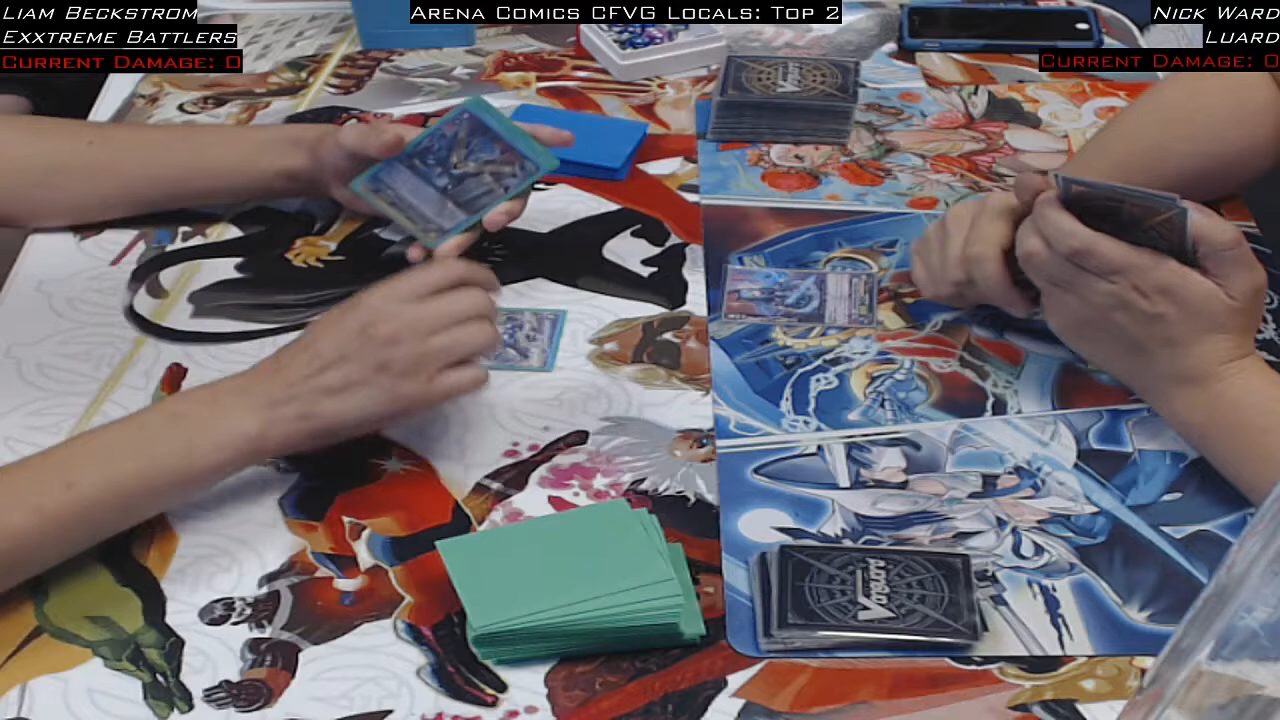 Liam Beckstrom
Exxtreme Battlers
Current Damage: 0
Arena Comics CFVG Locals: Top 2
Nick Ward
Luard
Current Damage: 0
Vanguard
Vanguard